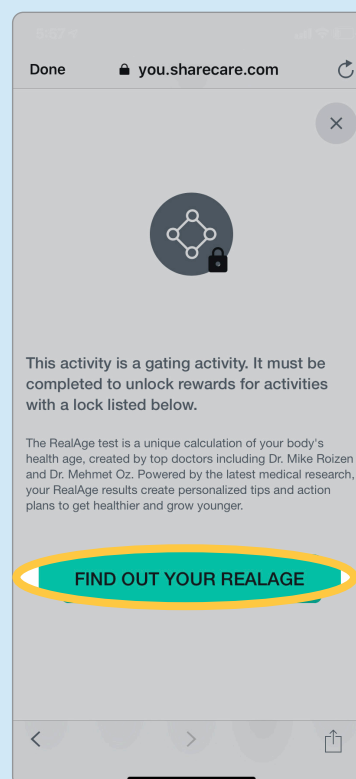 5:57
Done you.sharecare.com
This activity is a gating activity. It must be
completed to unlock rewards for activities
with a lock listed below.
The RealAge test is a unique calculation of your body's
health age, created by top doctors including Dr. Mike Roizen
and Dr. Mehmet Oz. Powered by the latest medical research,
your RealAge results create personalized tips and action
plans to get healthier and grow younger.
FIND OUT YOUR REALAGE